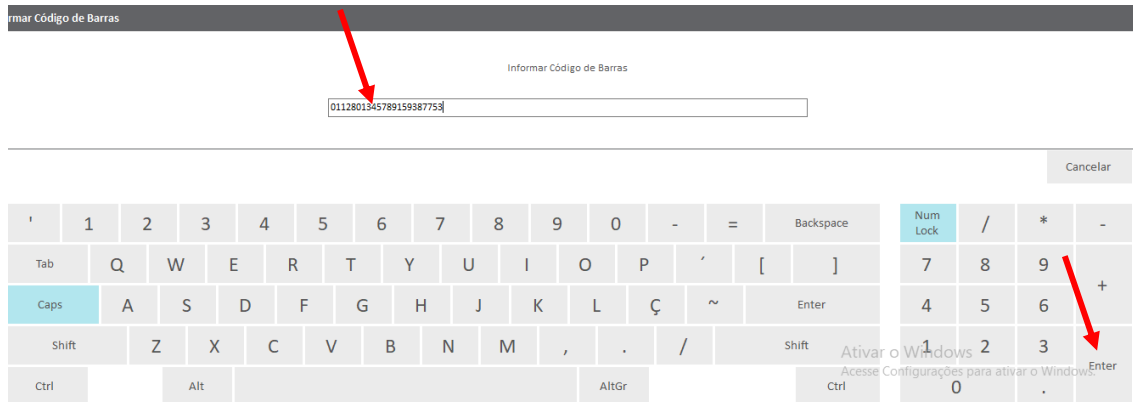 rmar Código de Barras
Informar Código de Barras
0112801345789159387753
Cancelar
' 1 2 3 4 5 6 7 8 9 0 - = Backspace Num Lock / * -
Tab Q W E R T Y U I O P ´ [ ] 7 8 9 +
Caps A S D F G H J K L Ç ~ Enter 4 5 6
Shift Z X C V B N M , . / Shift 1 2 3 Enter
Ativar o Windows
Acesse Configurações para ativar o Windows.
Ctrl Alt AltGr Ctrl 0 .